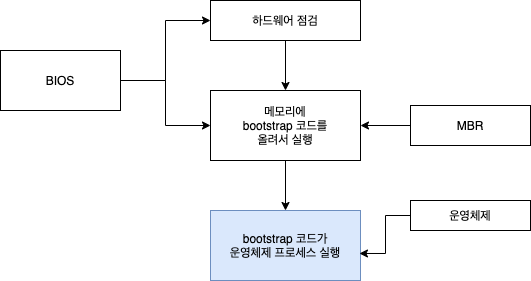 하드웨어 점검
BIOS
메모리에
bootstrap 코드를
올려서 실행
MBR
운영체제
bootstrap 코드가
운영체제 프로세스 실행